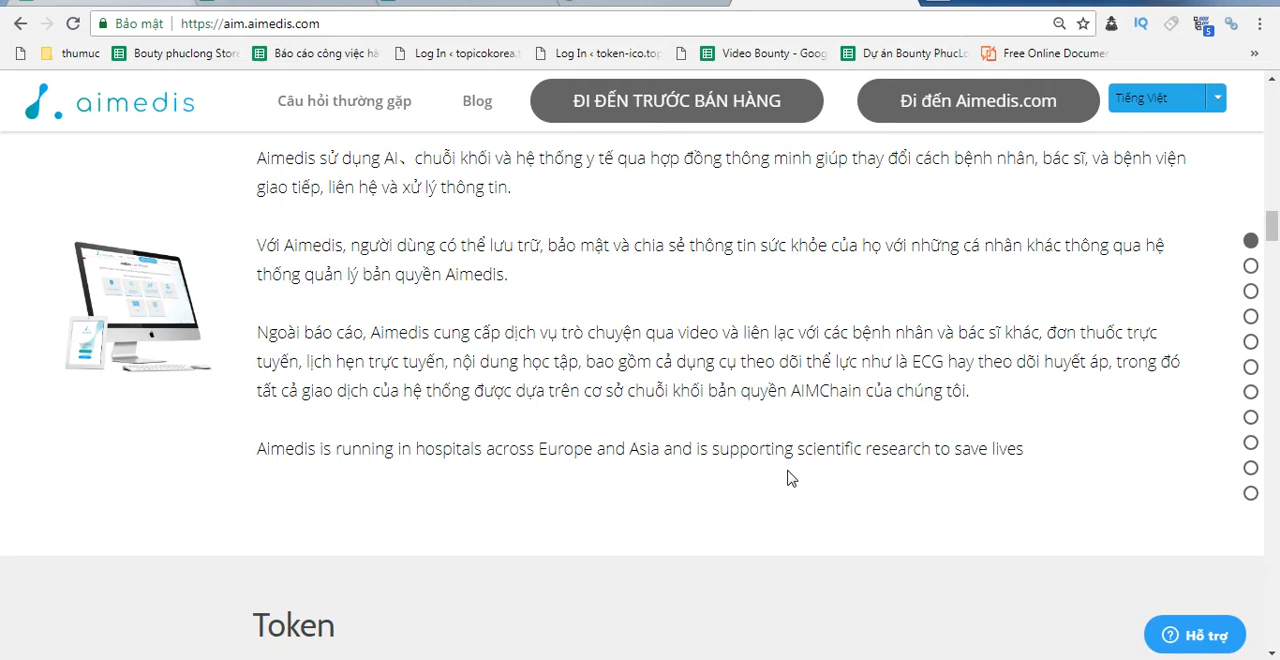 Bảo mật https://aim.aimedis.com
IQ
5
thumuc Bouty phuclong Store Báo cáo công việc hà Log In ‹ topicskorea.t Log In ‹ token-ico.top Video Bounty - Goog Dự án Bounty PhucLo Free Online Documer »
aimedis Câu hỏi thường gặp Blog ĐI ĐẾN TRƯỚC BÁN HÀNG Đi đến Aimedis.com Tiếng Việt
Aimedis sử dụng AI、chuỗi khối và hệ thống y tế qua hợp đồng thông minh giúp thay đổi cách bệnh nhân, bác sĩ, và bệnh viện
giao tiếp, liên hệ và xử lý thông tin.
Với Aimedis, người dùng có thể lưu trữ, bảo mật và chia sẻ thông tin sức khỏe của họ với những cá nhân khác thông qua hệ
thống quản lý bản quyền Aimedis.
Ngoài báo cáo, Aimedis cung cấp dịch vụ trò chuyện qua video và liên lạc với các bệnh nhân và bác sĩ khác, đơn thuốc trực
tuyến, lịch hẹn trực tuyến, nội dung học tập, bao gồm cả dụng cụ theo dõi thể lực như là ECG hay theo dõi huyết áp, trong đó
tất cả giao dịch của hệ thống được dựa trên cơ sở chuỗi khối bản quyền AIMChain của chúng tôi.
Aimedis is running in hospitals across Europe and Asia and is supporting scientific research to save lives
Token
Hỗ trợ